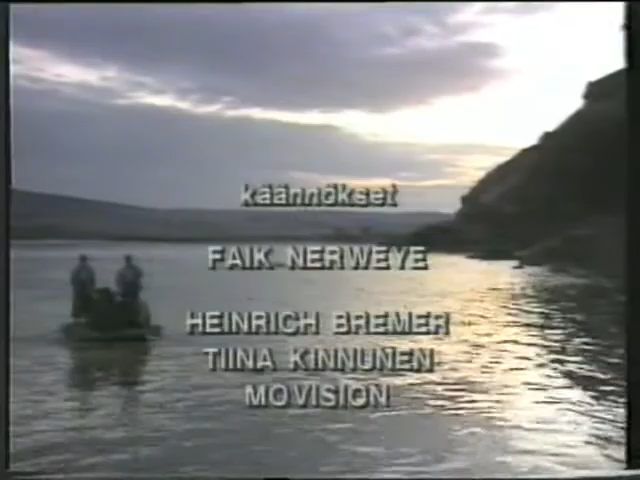 käännökset
FAIK NERWEYE
HEINRICH BREMER
TIINA KINNUNEN
MOVISION